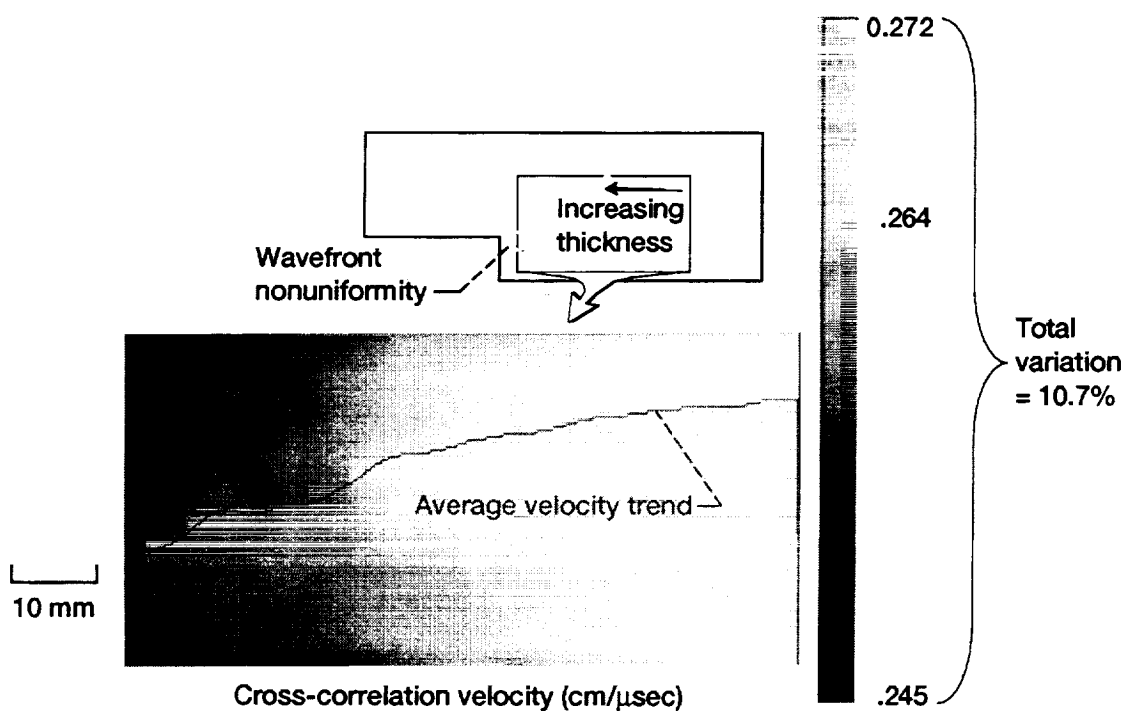 0.272
Increasing
thickness
.264
Wavefront
nonuniformity
Total
variation
= 10.7%
Average velocity trend
10 mm
Cross-correlation velocity (cm/μsec)
.245